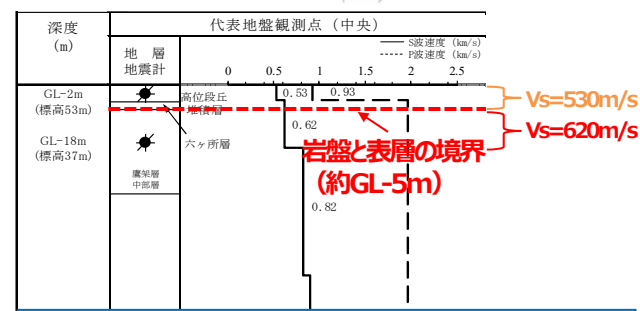 深度
(m)
代表地盤観測点（中央）
S波速度 (km/s)
P波速度 (km/s)
地　層
地震計
0 0.5 1 1.5 2 2.5
GL-2m
(標高53m)
高位段丘
堆積層
0.53 0.93
Vs=530m/s
GL-18m
(標高37m)
六ヶ所層
0.62
Vs=620m/s
岩盤と表層の境界
（約GL-5m）
鷹架層
中部層
0.82